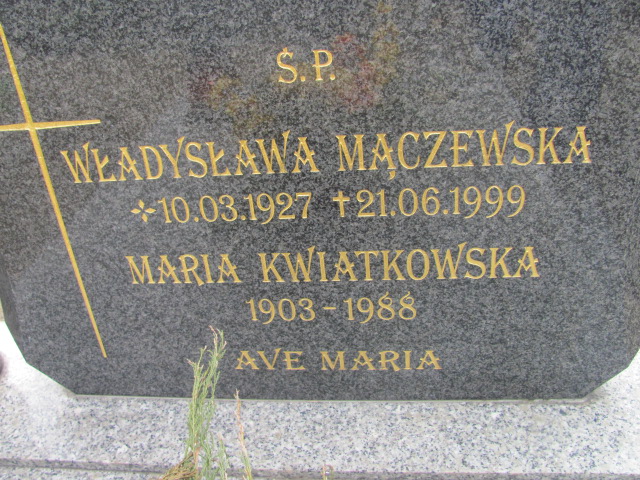 Ś.P.
WŁADYSŁAWA MĄCZEWSKA
✣10.03.1927 ✝21.06.1999
MARIA KWIATKOWSKA
1903 - 1988
AVE MARIA